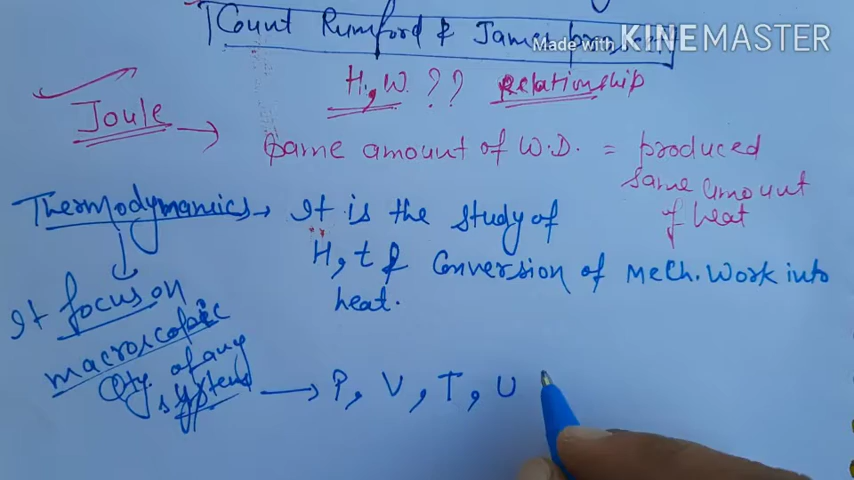 Count Rumford & James
Made with KINEMASTER
H, W. ?? relationship
Joule → same amount of W.D. = produced
same amount
of heat
Thermodynamics → It is the study of
H, t & Conversion of Mech. Work into
heat.
It focus on
macroscopic
Qty. of any
system → P, V, T, U